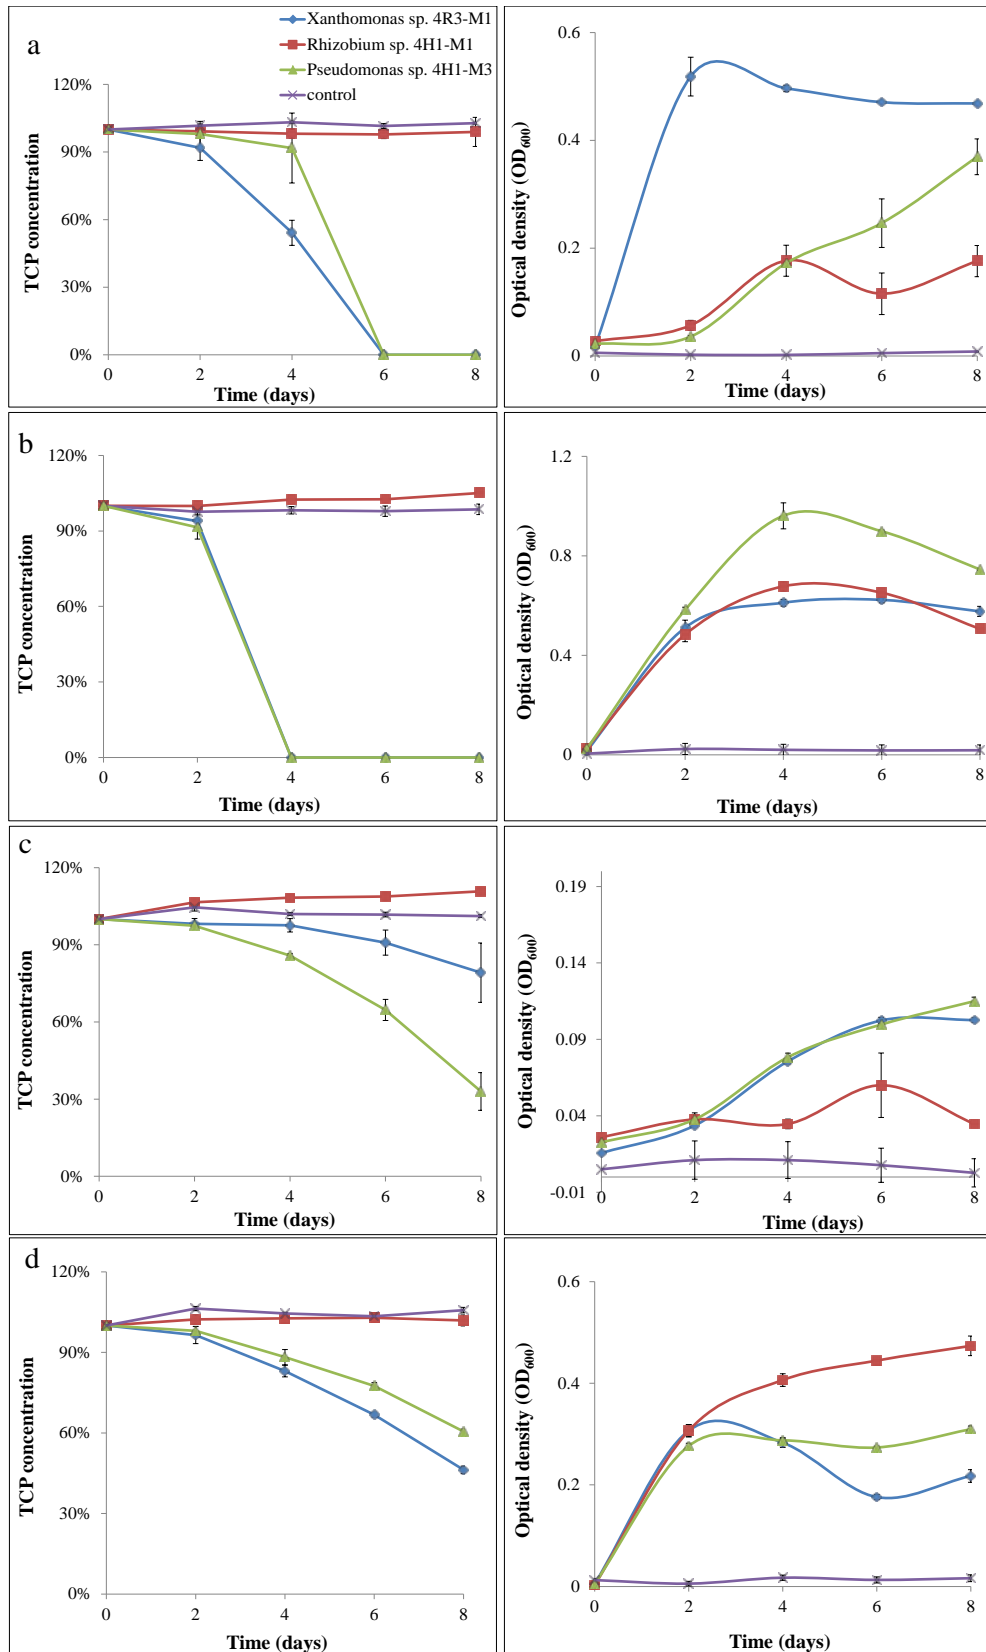 a
Xanthomonas sp. 4R3-M1
Rhizobium sp. 4H1-M1
Pseudomonas sp. 4H1-M3
control
TCP concentration
120%
90%
60%
30%
0%
0 2 4 6 8
Time (days)
Optical density (OD600)
0.6
0.4
0.2
0
0 2 4 6 8
Time (days)
b
TCP concentration
120%
90%
60%
30%
0%
0 2 4 6 8
Time (days)
Optical density (OD600)
1.2
0.8
0.4
0
0 2 4 6 8
Time (days)
c
TCP concentration
120%
90%
60%
30%
0%
0 2 4 6 8
Time (days)
Optical density (OD600)
0.19
0.14
0.09
0.04
-0.01
0 2 4 6 8
Time (days)
d
TCP concentration
120%
90%
60%
30%
0%
0 2 4 6 8
Time (days)
Optical density (OD600)
0.6
0.4
0.2
0
0 2 4 6 8
Time (days)